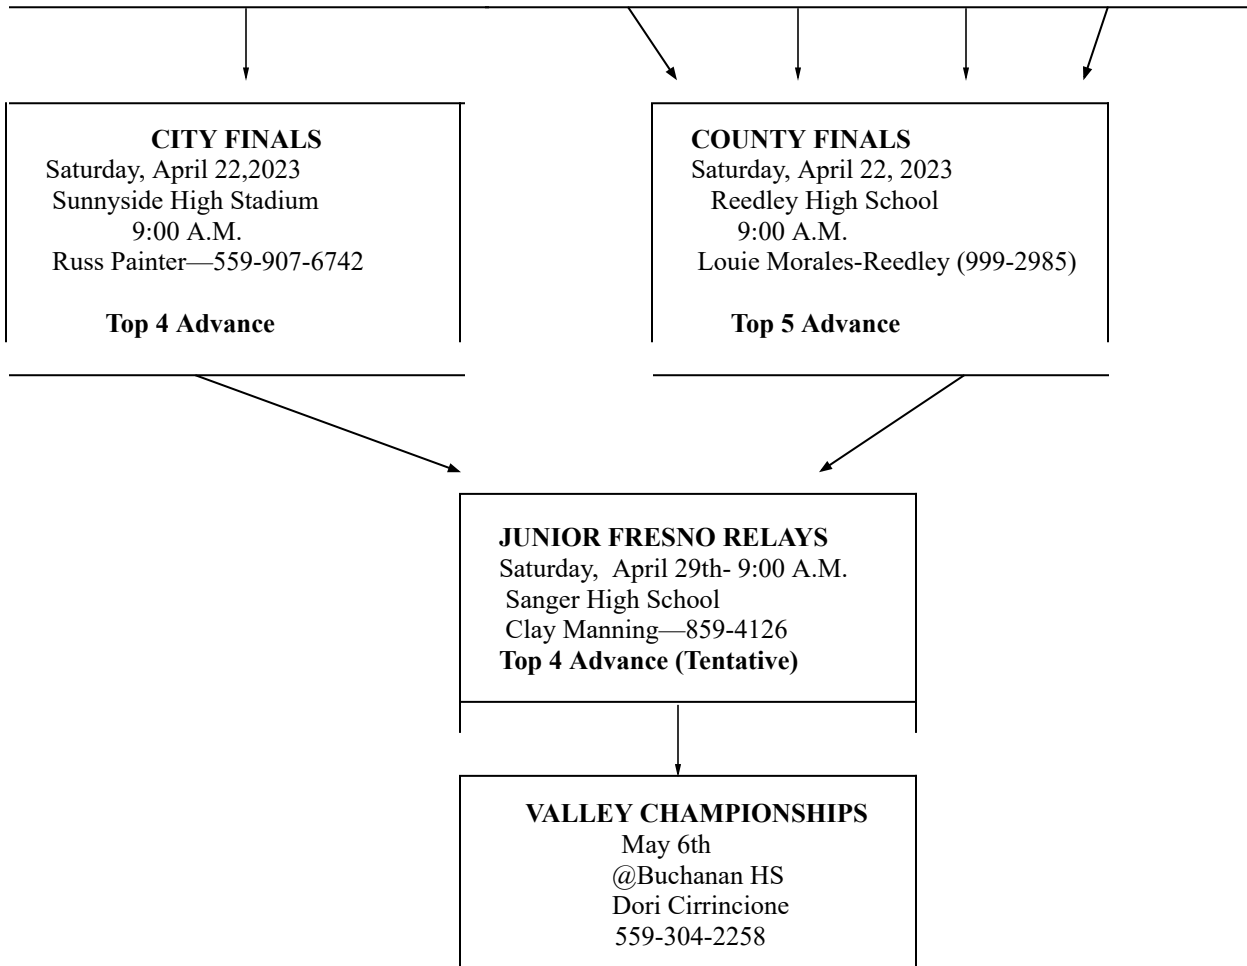 CITY FINALS
Saturday, April 22,2023
Sunnyside High Stadium
9:00 A.M.
Russ Painter—559-907-6742
Top 4 Advance
COUNTY FINALS
Saturday, April 22, 2023
Reedley High School
9:00 A.M.
Louie Morales-Reedley (999-2985)
Top 5 Advance
JUNIOR FRESNO RELAYS
Saturday,  April 29th- 9:00 A.M.
Sanger High School
Clay Manning—859-4126
Top 4 Advance (Tentative)
VALLEY CHAMPIONSHIPS
May 6th
@Buchanan HS
Dori Cirrincione
559-304-2258